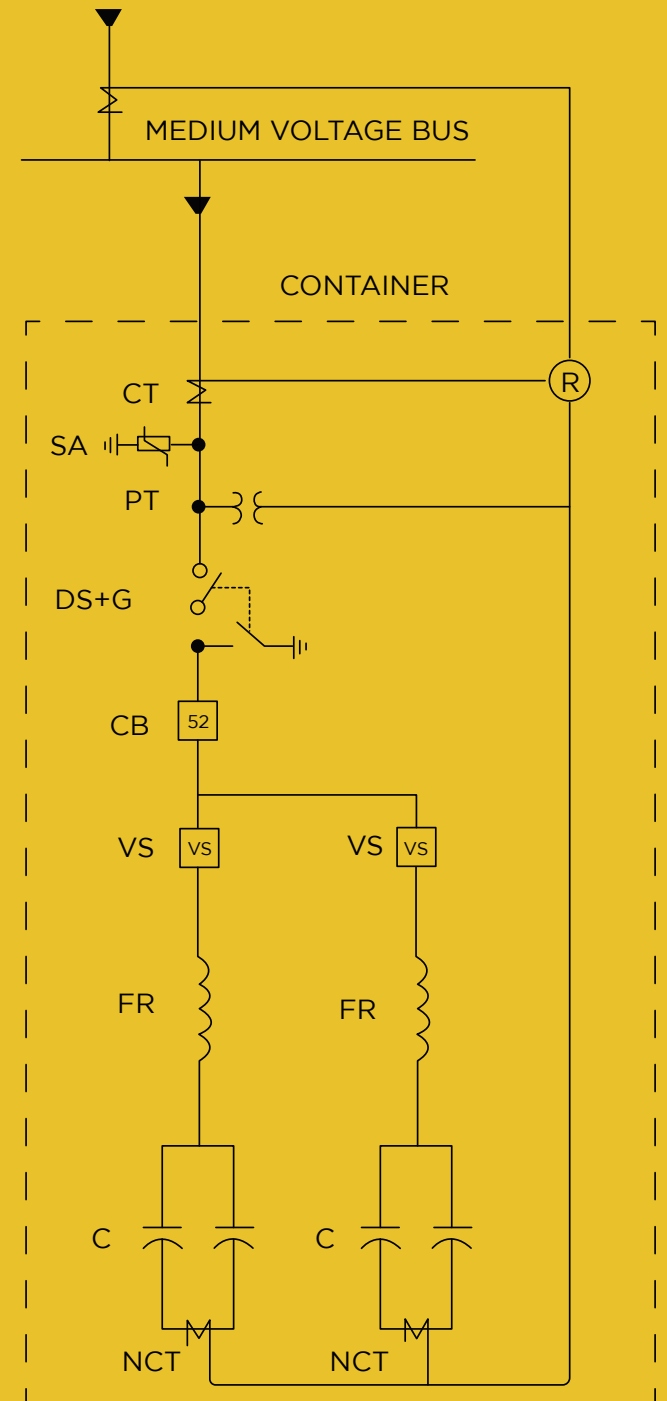 MEDIUM VOLTAGE BUS
CONTAINER
CT
R
SA
PT
DS+G
CB
52
VS
VS
VS
VS
FR
FR
C
C
NCT
NCT